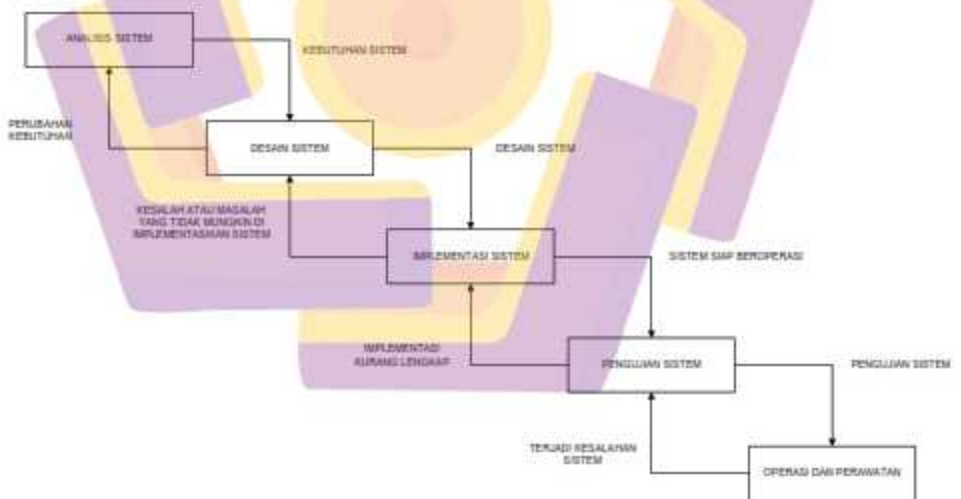 ANALISIS SISTEM
KEBUTUHAN SISTEM
PERUBAHAN
KEBUTUHAN
DESAIN SISTEM
DESAIN SISTEM
KESALAH ATAU MASALAH
YANG TIDAK MUNGKIN DI
IMPLEMENTASIKAN SISTEM
IMPLEMENTASI SISTEM
SISTEM SIAP BEROPERASI
IMPLEMENTASI
KURANG LENGKAP
PENGUJIAN SISTEM
PENGUJIAN SISTEM
TERJADI KESALAHAN
SISTEM
OPERASI DAN PERAWATAN